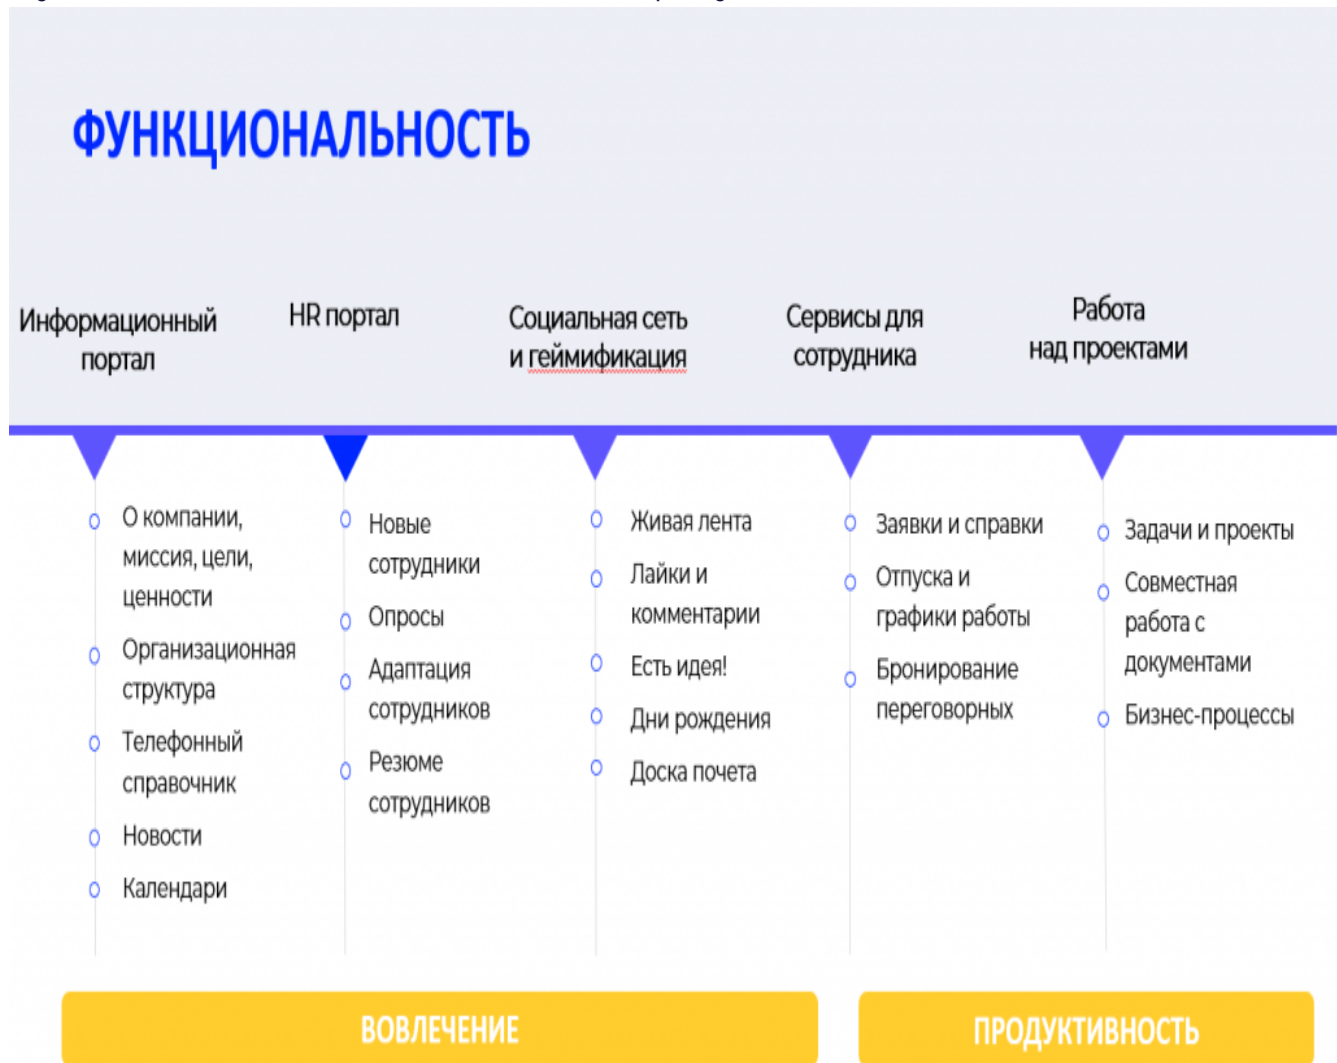 ФУНКЦИОНАЛЬНОСТЬ
Информационный
портал
HR портал
Социальная сеть
и геймификация
Сервисы для
сотрудника
Работа
над проектами
О компании,
миссия, цели,
ценности
Организационная
структура
Телефонный
справочник
Новости
Календари
Новые
сотрудники
Опросы
Адаптация
сотрудников
Резюме
сотрудников
Живая лента
Лайки и
комментарии
Есть идея!
Дни рождения
Доска почета
Заявки и справки
Отпуска и
графики работы
Бронирование
переговорных
Задачи и проекты
Совместная
работа с
документами
Бизнес-процессы
ВОВЛЕЧЕНИЕ
ПРОДУКТИВНОСТЬ